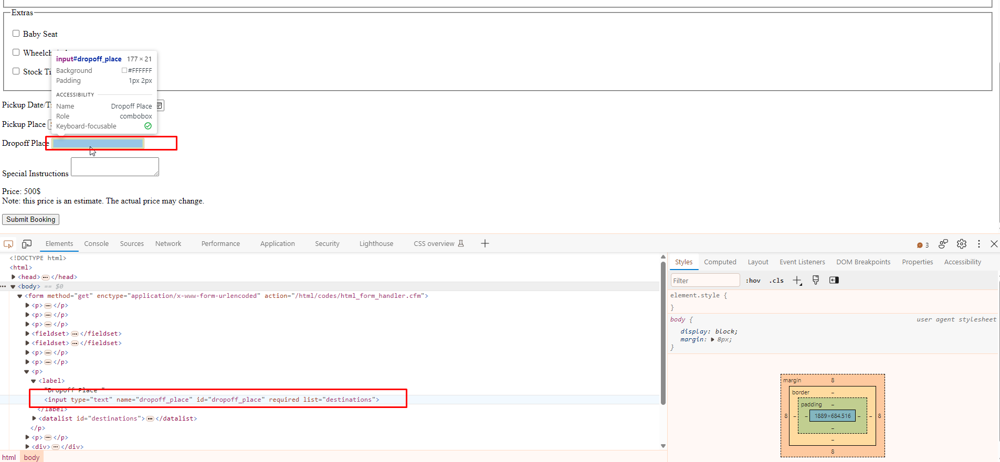 Extras
Baby Seat
Wheelch
Stock Ti
input#dropoff_place 177 × 21
Background #FFFFFF
Padding 1px 2px
ACCESSIBILITY
Name Dropoff Place
Role combobox
Keyboard-focusable
Pickup Date/T
Pickup Place
Dropoff Place
Special Instructions
Price: 500$
Note: this price is an estimate. The actual price may change.
Submit Booking
Elements Console Sources Network Performance Application Security Lighthouse CSS overview 3
<!DOCTYPE html>
<html>
<head> ••• </head>
••• <body> == $0
<form method="get" enctype="application/x-www-form-urlencoded" action="/html/codes/html_form_handler.cfm">
<p> ••• </p>
<p> ••• </p>
<p> ••• </p>
<fieldset> ••• </fieldset>
<fieldset> ••• </fieldset>
<p> ••• </p>
<p> ••• </p>
<p>
<label>
"Dropoff Place "
<input type="text" name="dropoff_place" id="dropoff_place" required list="destinations">
</label>
<datalist id="destinations"> ••• </datalist>
</p>
<p> ••• </p>
<div> ••• </div>
html body
Styles Computed Layout Event Listeners DOM Breakpoints Properties Accessibility
Filter :hov .cls
element.style {
}
body { user agent stylesheet
display: block;
margin: 8px;
}
margin 8
border –
padding –
8 – – 1889×684.516 – – 8
–
–
8